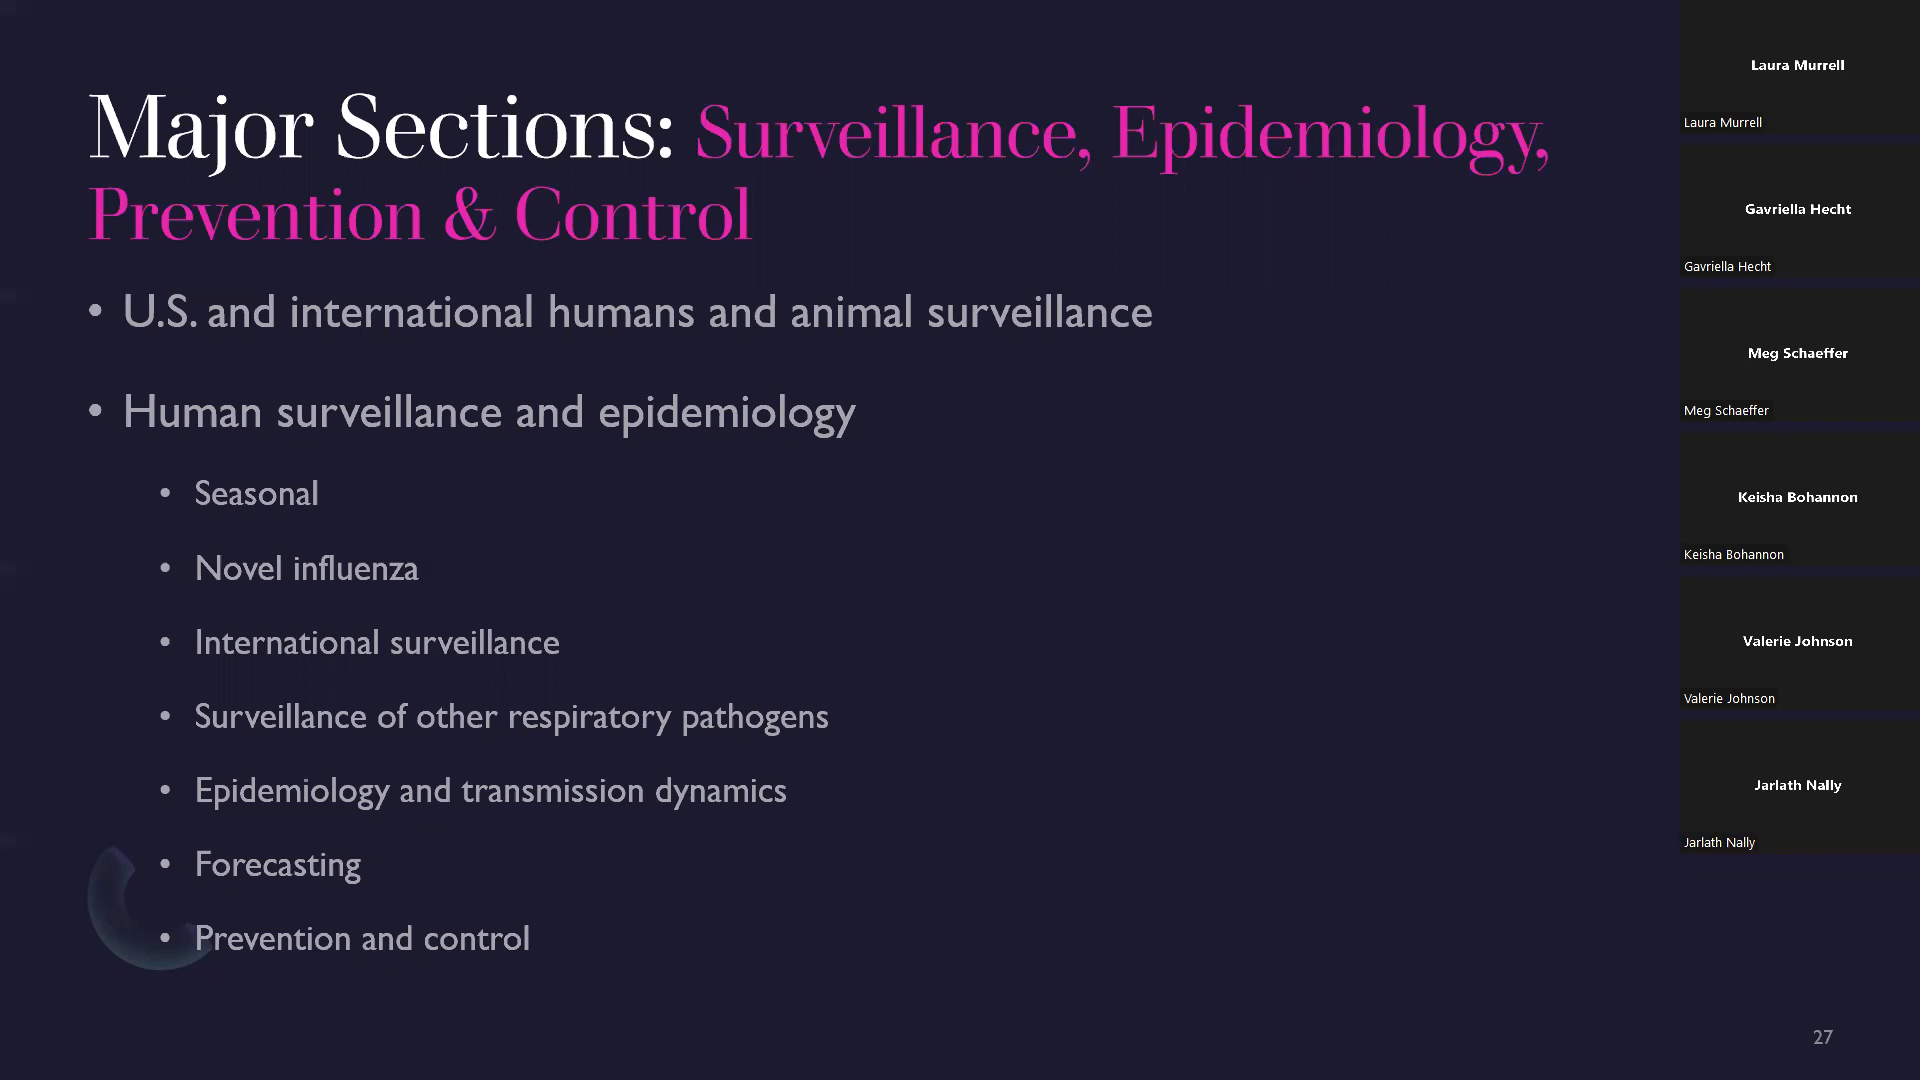 Major Sections: Surveillance, Epidemiology,
Prevention & Control
• U.S. and international humans and animal surveillance
• Human surveillance and epidemiology
• Seasonal
• Novel influenza
• International surveillance
• Surveillance of other respiratory pathogens
• Epidemiology and transmission dynamics
• Forecasting
• Prevention and control
27
Laura Murrell
Laura Murrell
Gavriella Hecht
Gavriella Hecht
Meg Schaeffer
Meg Schaeffer
Keisha Bohannon
Keisha Bohannon
Valerie Johnson
Valerie Johnson
Jarlath Nally
Jarlath Nally